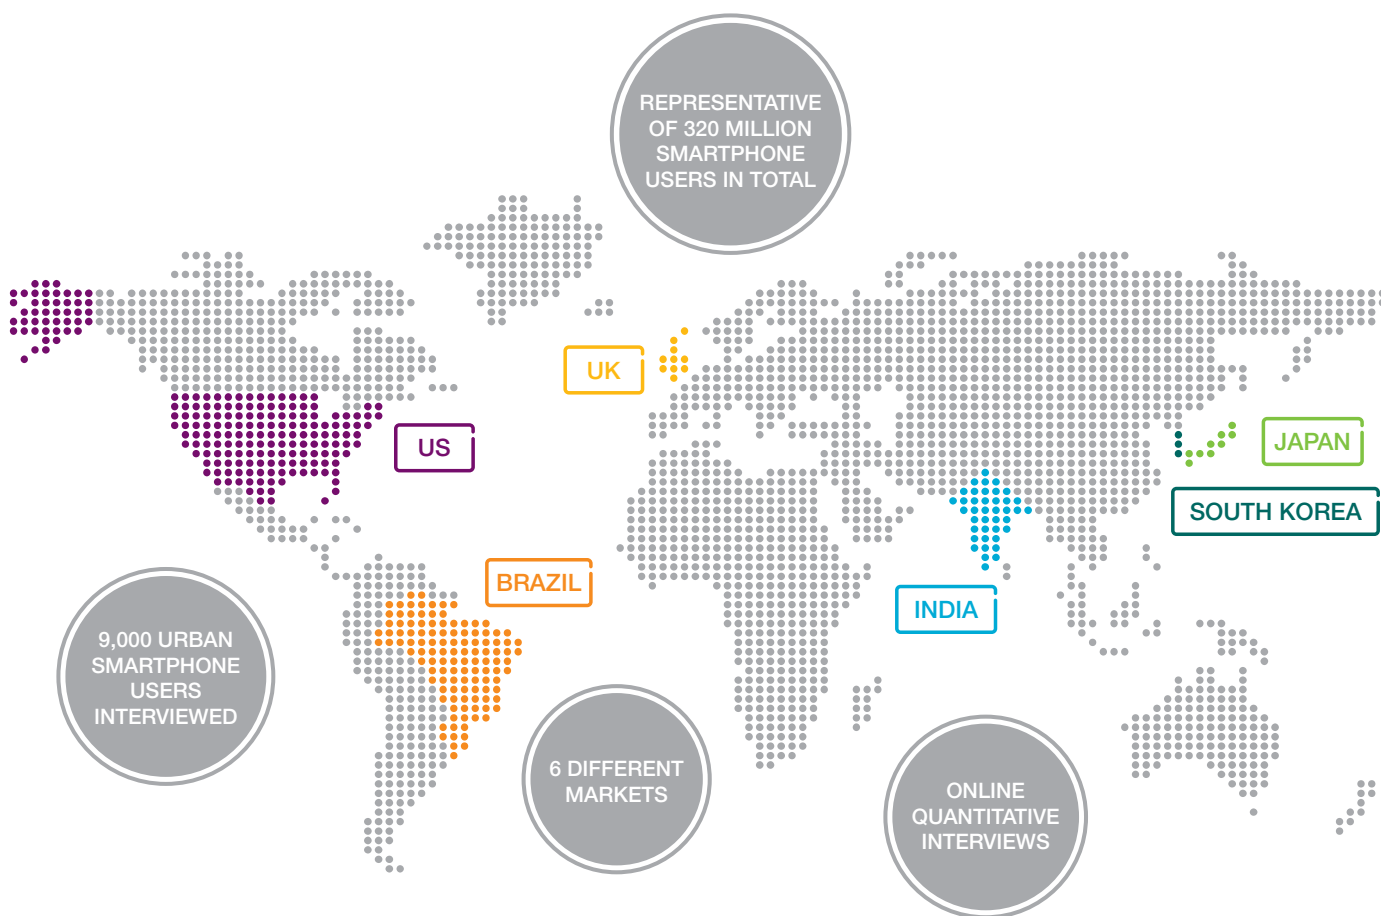 REPRESENTATIVE
OF 320 MILLION
SMARTPHONE
USERS IN TOTAL
UK
US
JAPAN
SOUTH KOREA
BRAZIL
INDIA
9,000 URBAN
SMARTPHONE
USERS
INTERVIEWED
6 DIFFERENT
MARKETS
ONLINE
QUANTITATIVE
INTERVIEWS